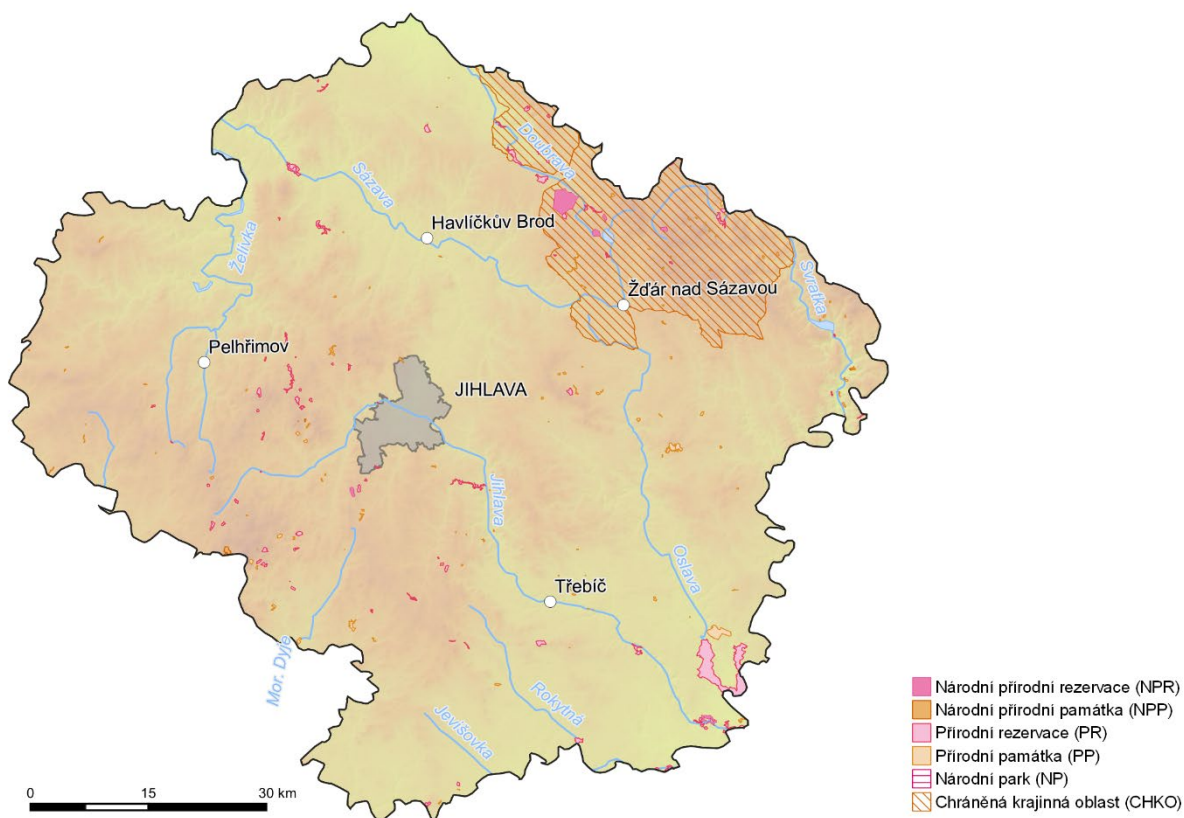 Doubrava
Sázava
Havlíčkův Brod
Želivka
Svratka
Žďár nad Sázavou
Pelhřimov
JIHLAVA
Jihlava
Oslava
Třebíč
Mor. Dyje
Rokytná
Jevišovka
Národní přírodní rezervace (NPR)
Národní přírodní památka (NPP)
Přírodní rezervace (PR)
Přírodní památka (PP)
Národní park (NP)
Chráněná krajinná oblast (CHKO)
0 15 30 km